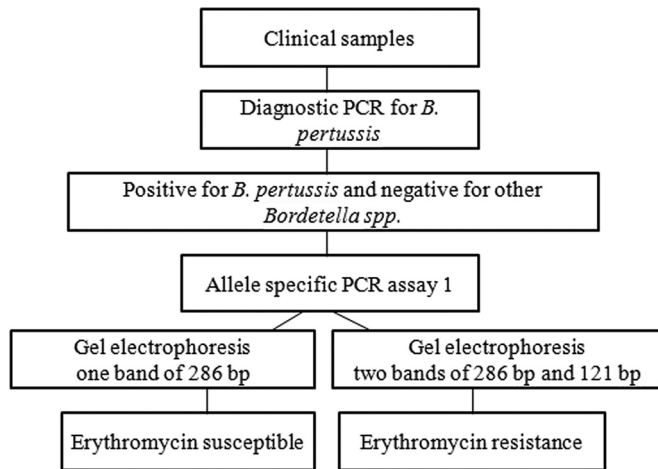 Clinical samples
Diagnostic PCR for B.
pertussis
Positive for B. pertussis and negative for other
Bordetella spp.
Allele specific PCR assay 1
Gel electrophoresis
one band of 286 bp
Gel electrophoresis
two bands of 286 bp and 121 bp
Erythromycin susceptible
Erythromycin resistance